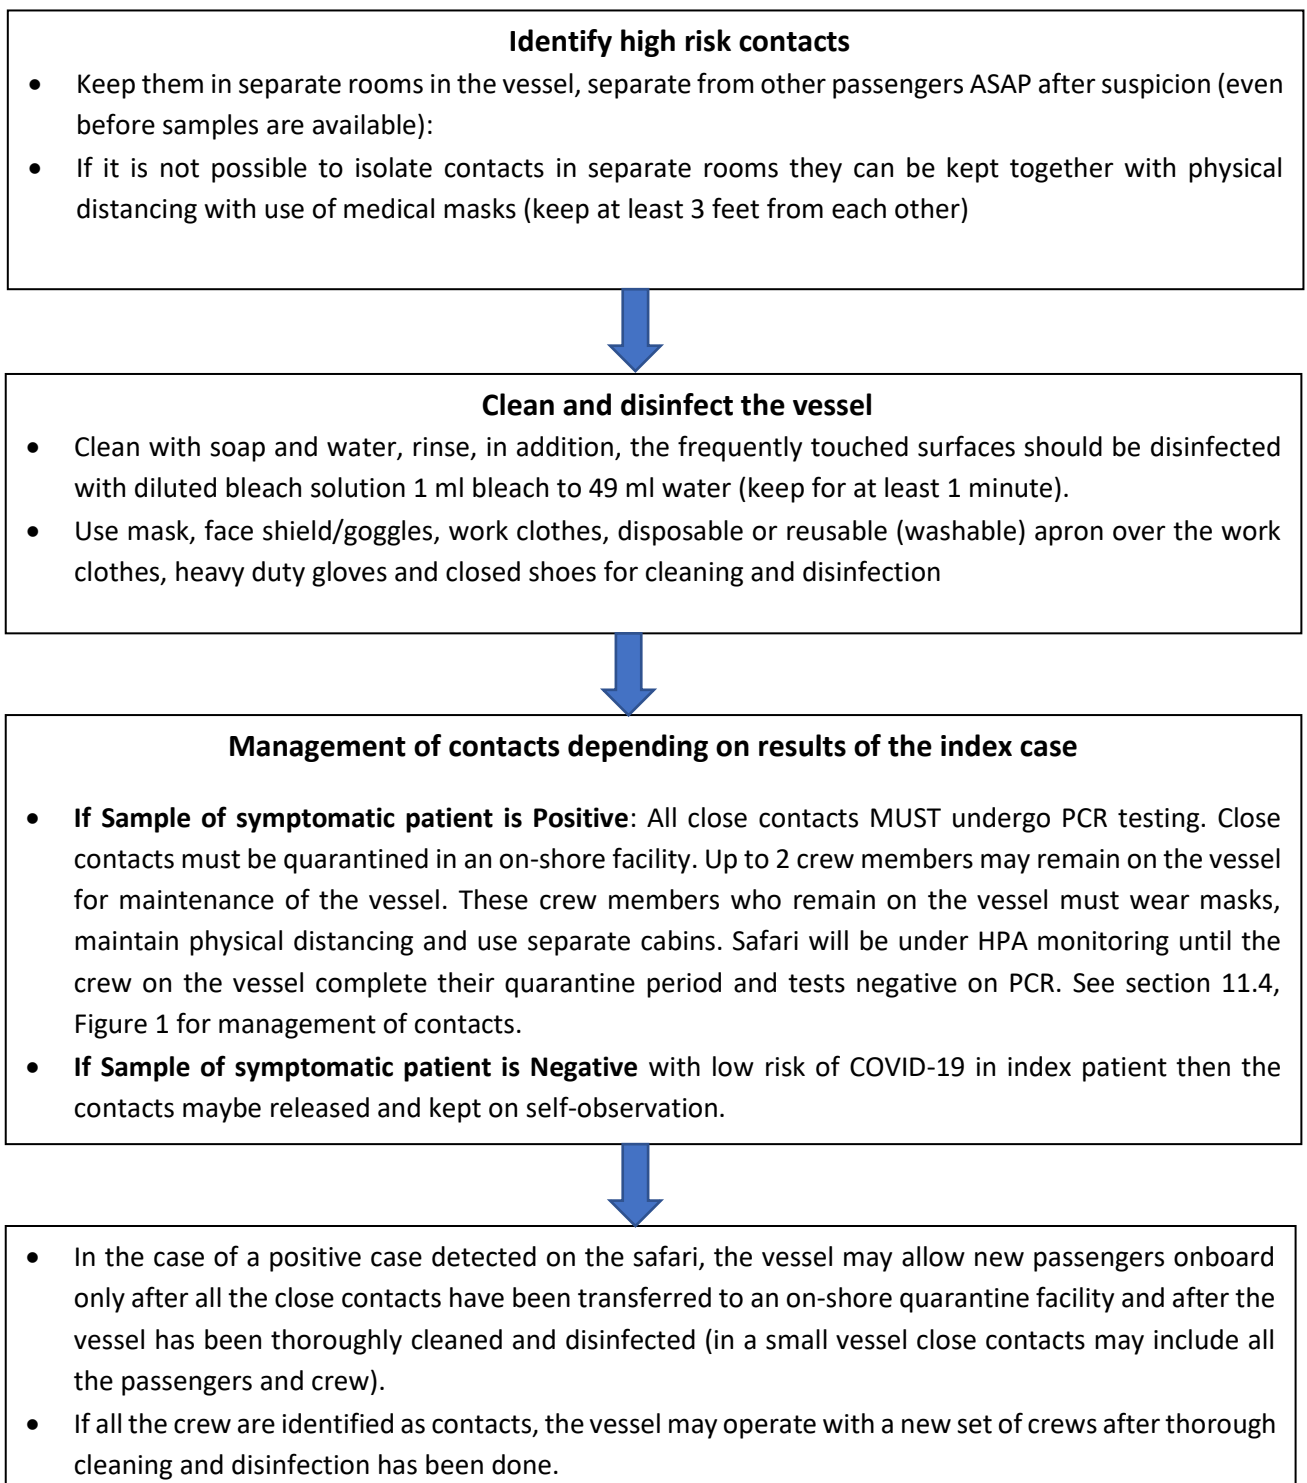 Identify high risk contacts
• Keep them in separate rooms in the vessel, separate from other passengers ASAP after suspicion (even
before samples are available):
• If it is not possible to isolate contacts in separate rooms they can be kept together with physical
distancing with use of medical masks (keep at least 3 feet from each other)
Clean and disinfect the vessel
• Clean with soap and water, rinse, in addition, the frequently touched surfaces should be disinfected
with diluted bleach solution 1 ml bleach to 49 ml water (keep for at least 1 minute).
• Use mask, face shield/goggles, work clothes, disposable or reusable (washable) apron over the work
clothes, heavy duty gloves and closed shoes for cleaning and disinfection
Management of contacts depending on results of the index case
• If Sample of symptomatic patient is Positive: All close contacts MUST undergo PCR testing. Close
contacts must be quarantined in an on-shore facility. Up to 2 crew members may remain on the vessel
for maintenance of the vessel. These crew members who remain on the vessel must wear masks,
maintain physical distancing and use separate cabins. Safari will be under HPA monitoring until the
crew on the vessel complete their quarantine period and tests negative on PCR. See section 11.4,
Figure 1 for management of contacts.
• If Sample of symptomatic patient is Negative with low risk of COVID-19 in index patient then the
contacts maybe released and kept on self-observation.
• In the case of a positive case detected on the safari, the vessel may allow new passengers onboard
only after all the close contacts have been transferred to an on-shore quarantine facility and after the
vessel has been thoroughly cleaned and disinfected (in a small vessel close contacts may include all
the passengers and crew).
• If all the crew are identified as contacts, the vessel may operate with a new set of crews after thorough
cleaning and disinfection has been done.